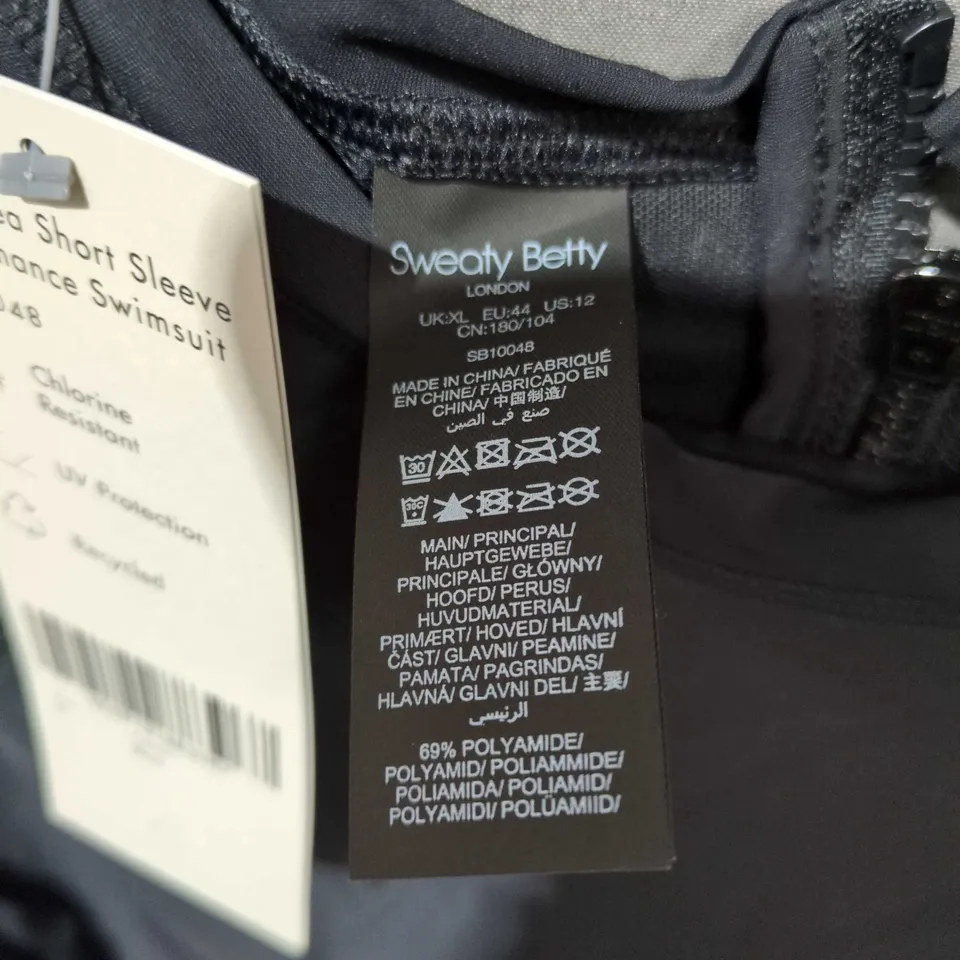 Short Sleeve
Swimsuit
Chlorine
Resistant
UV Protection
Recycled
Sweaty Betty
LONDON
UK:XL EU:44 US:12
CN:180/104
SB10048
MADE IN CHINA/ FABRIQUÉ
EN CHINE/ FABRICADO EN
CHINA/ 中国制造/
صنع في الصين
30
30C
MAIN/ PRINCIPAL/
HAUPTGEWEBE/
PRINCIPALE/ GŁÓWNY/
HOOFD/ PERUS/
HUVUDMATERIAL/
PRIMÆRT/ HOVED/ HLAVNÍ
ČÁST/ GLAVNI/ PEAMINE/
PAMATA/ PAGRINDAS/
HLAVNÁ/ GLAVNI DEL/ 主要/
الرئيسي
69% POLYAMIDE/
POLYAMID/ POLIAMMIDE/
POLIAMIDA/ POLIAMID/
POLYAMIDI/ POLÜAMIID/